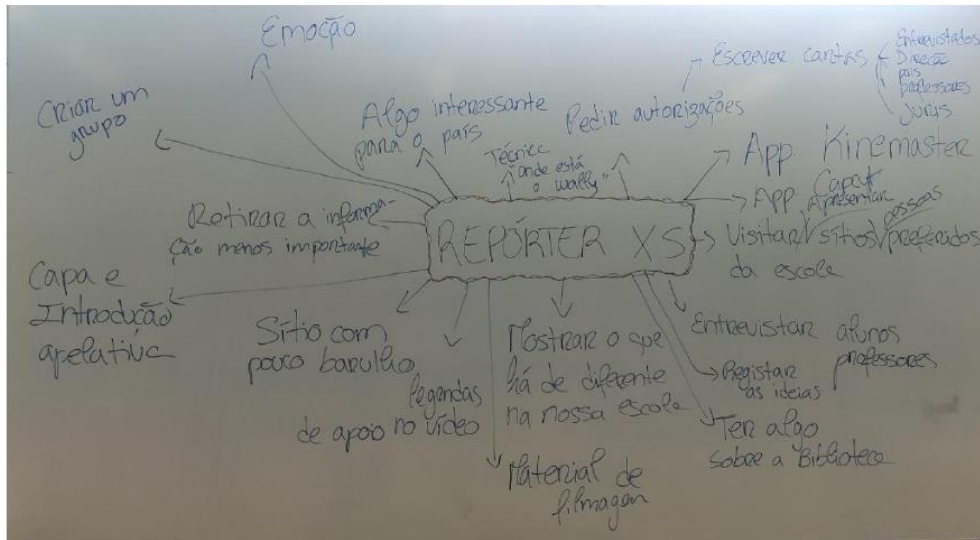 Emoção
Criar um
grupo
Algo interessante
para o país
Técnica
"onde está
o wally"
Pedir autorizações
Escrever cartas
Entrevistados
Direção
pais
professores
Juris
App Kinemaster
App Capcut
Apresentar
Visitar/sítios/pessoas
preferidos
da escola
REPÓRTER XS
Retirar a informa-
ção menos importante
Capa e
Introdução
apelativa
Sítio com
pouco barulho
legendas
de apoio no vídeo
Mostrar o que
há de diferente
na nossa escola
Material de
filmagem
Entrevistar alunos
professores
Registar
as ideias
Ter algo
sobre a Biblioteca